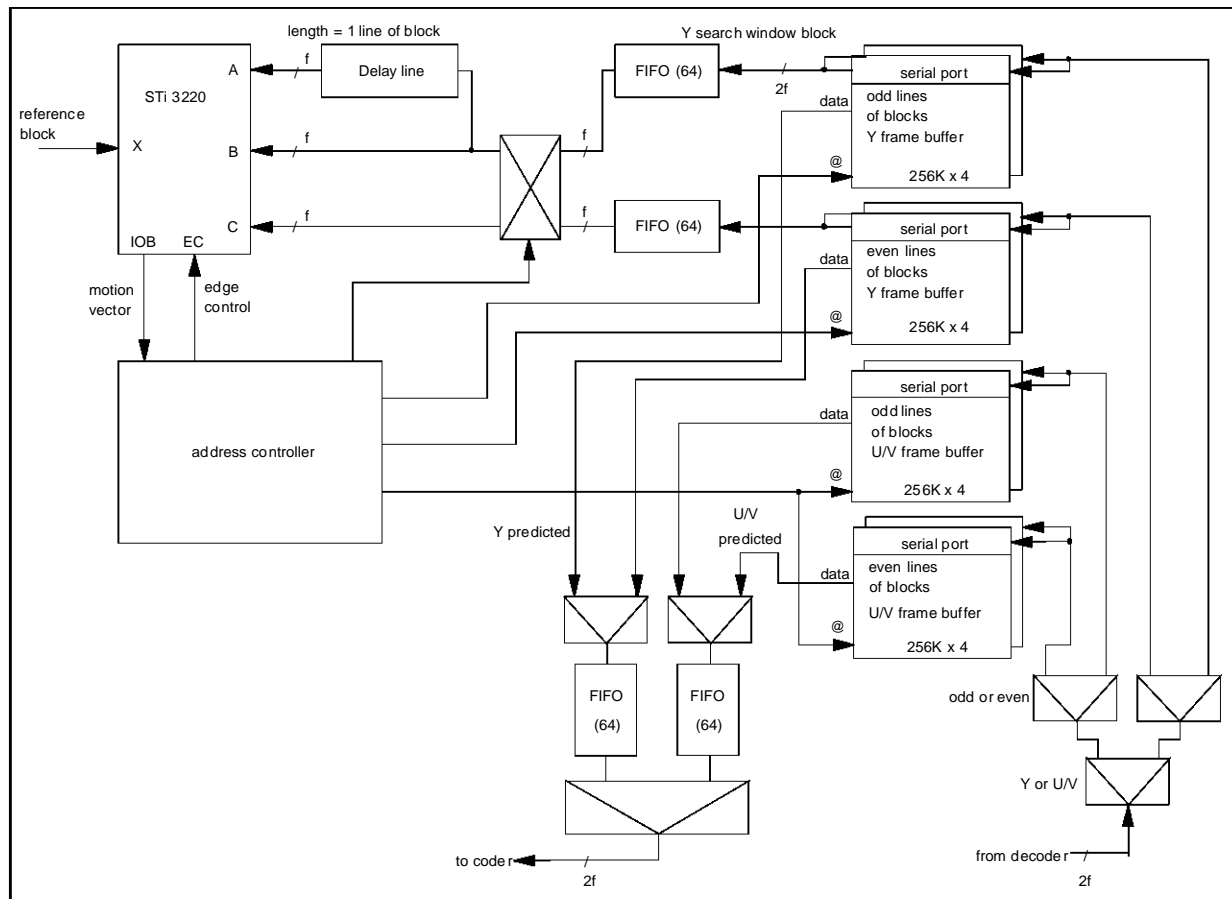 length = 1 line of block
Y search window block
A
f
Delay line
FIFO (64)
2f
serial port
STi 3220
data
odd lines
of blocks
Y frame buffer
reference
block
X
B
f
f
@
256K x 4
C
f
f
FIFO (64)
serial port
IOB
EC
data
even lines
of blocks
Y frame buffer
motion
vector
edge
control
@
256K x 4
serial port
data
odd lines
of blocks
U/V frame buffer
address controller
@
256K x 4
Y predicted
U/V
predicted
serial port
data
even lines
of blocks
U/V frame buffer
@
256K x 4
FIFO
(64)
FIFO
(64)
odd or even
Y or U/V
to coder
2f
from decoder
2f